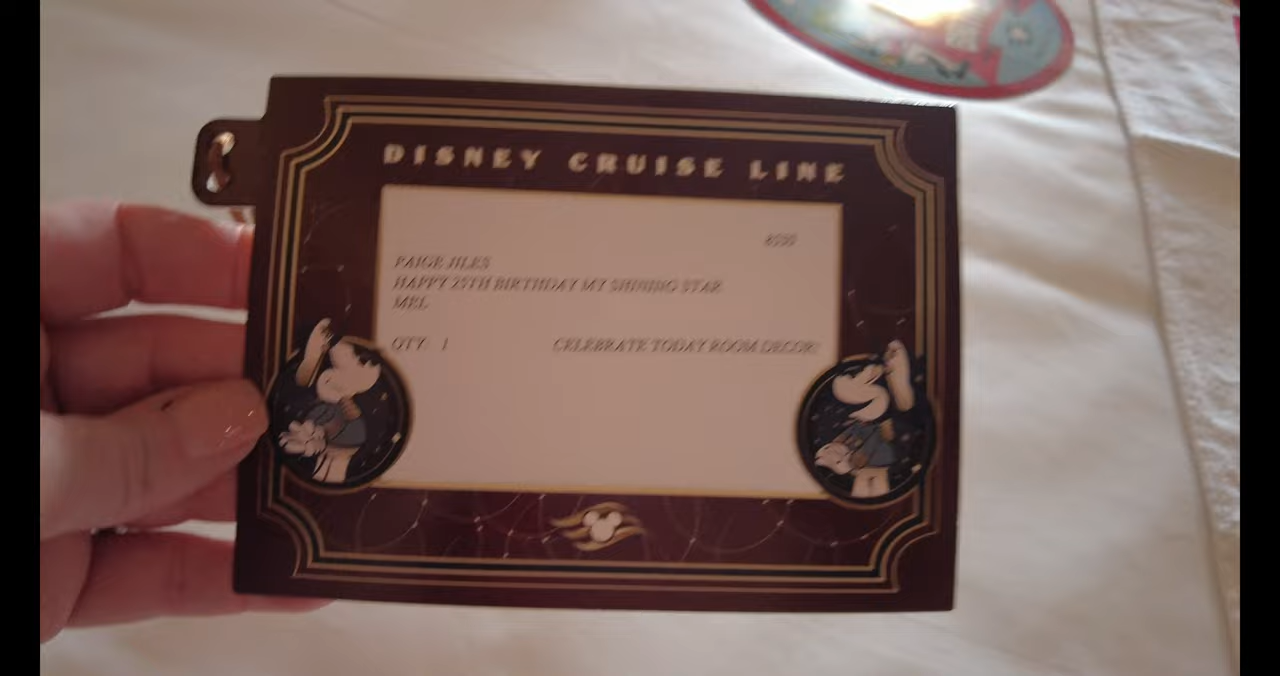 DISNEY CRUISE LINE
PAIGE JILES
HAPPY 25TH BIRTHDAY MY SHINING STAR
MEL
QTY 1 CELEBRATE TODAY ROOM DECOR!